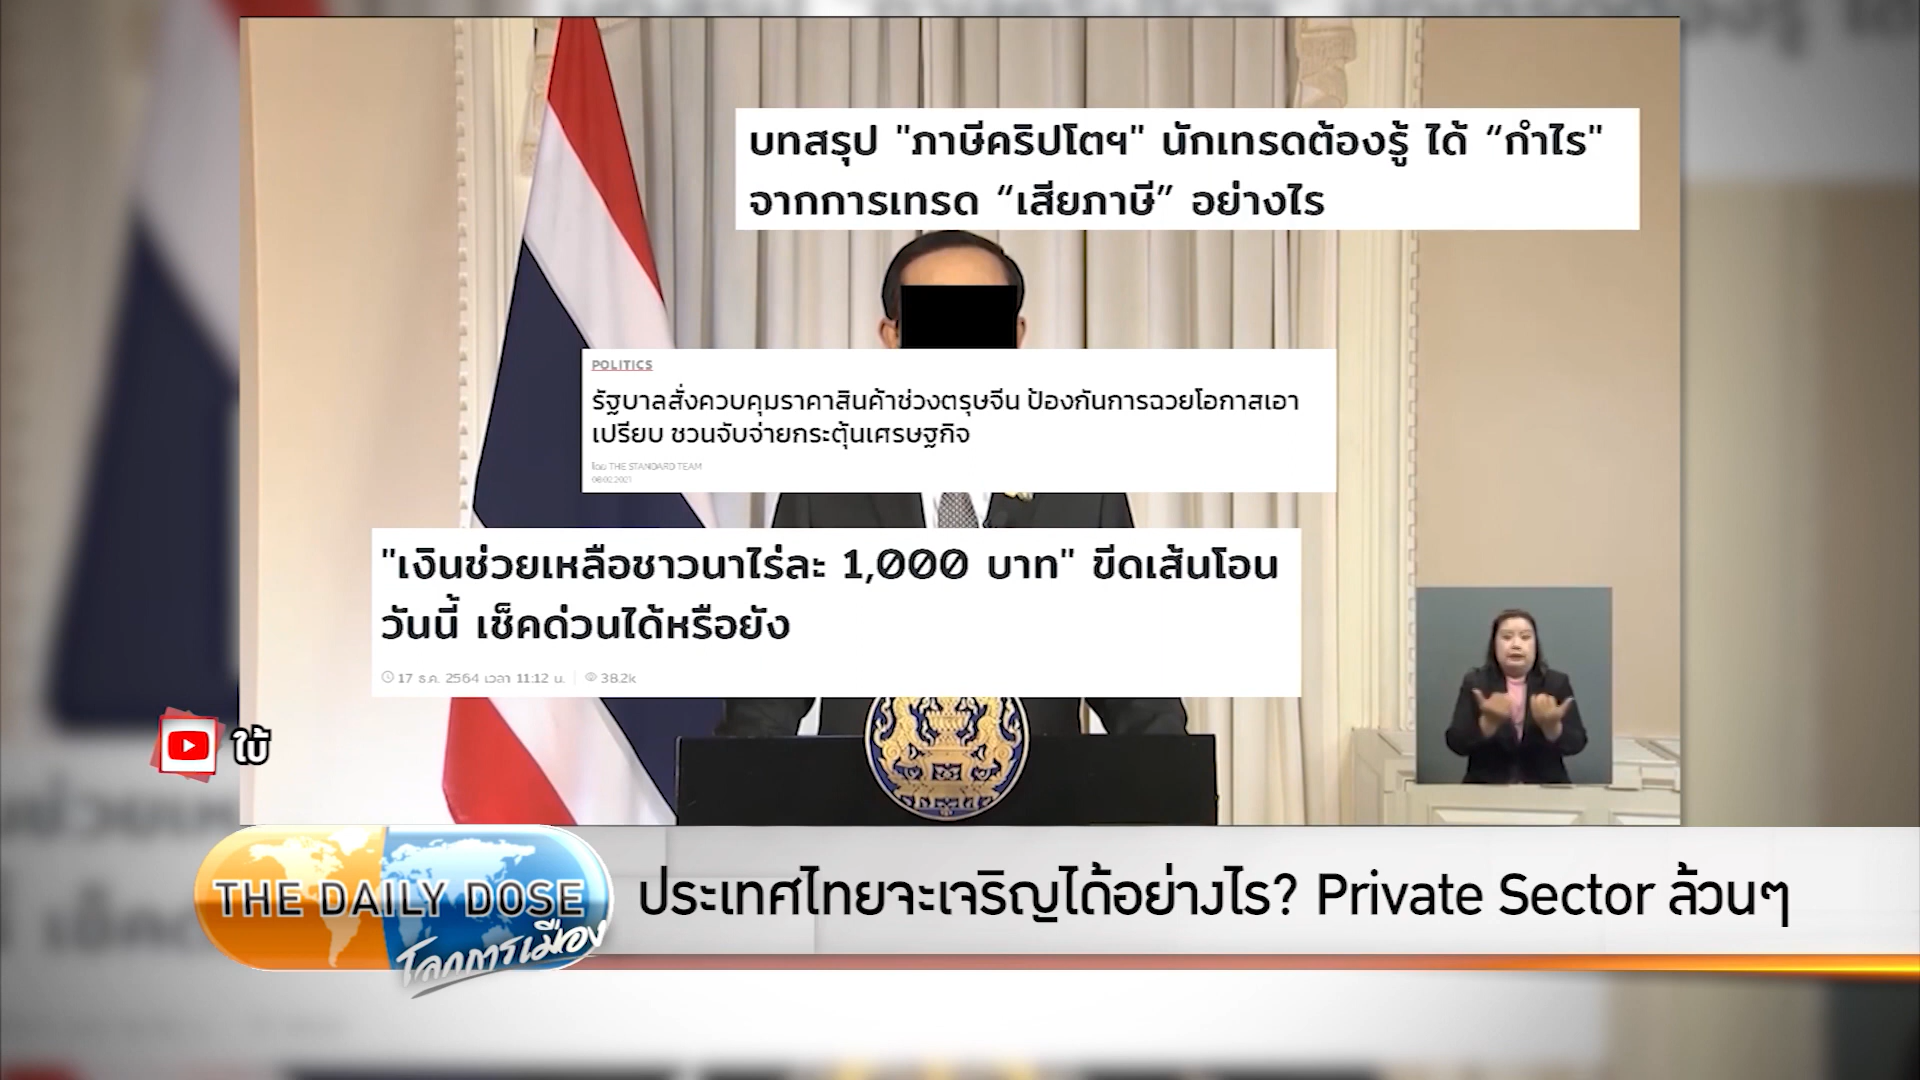 บทสรุป "ภาษีคริปโตฯ" นักเทรดต้องรู้ ได้ “กำไร"
จากการเทรด “เสียภาษี” อย่างไร
POLITICS
รัฐบาลสั่งควบคุมราคาสินค้าช่วงตรุษจีน ป้องกันการฉวยโอกาสเอา
เปรียบ ชวนจับจ่ายกระตุ้นเศรษฐกิจ
โดย THE STANDARD TEAM
08.02.2021
"เงินช่วยเหลือชาวนาไร่ละ 1,000 บาท" ขีดเส้นโอน
วันนี้ เช็คด่วนได้หรือยัง
17 ธ.ค. 2564 เวลา 11:12 น. 38.2k
ใบ้
THE DAILY DOSE
โลกการเมือง
ประเทศไทยจะเจริญได้อย่างไร? Private Sector ล้วนๆ